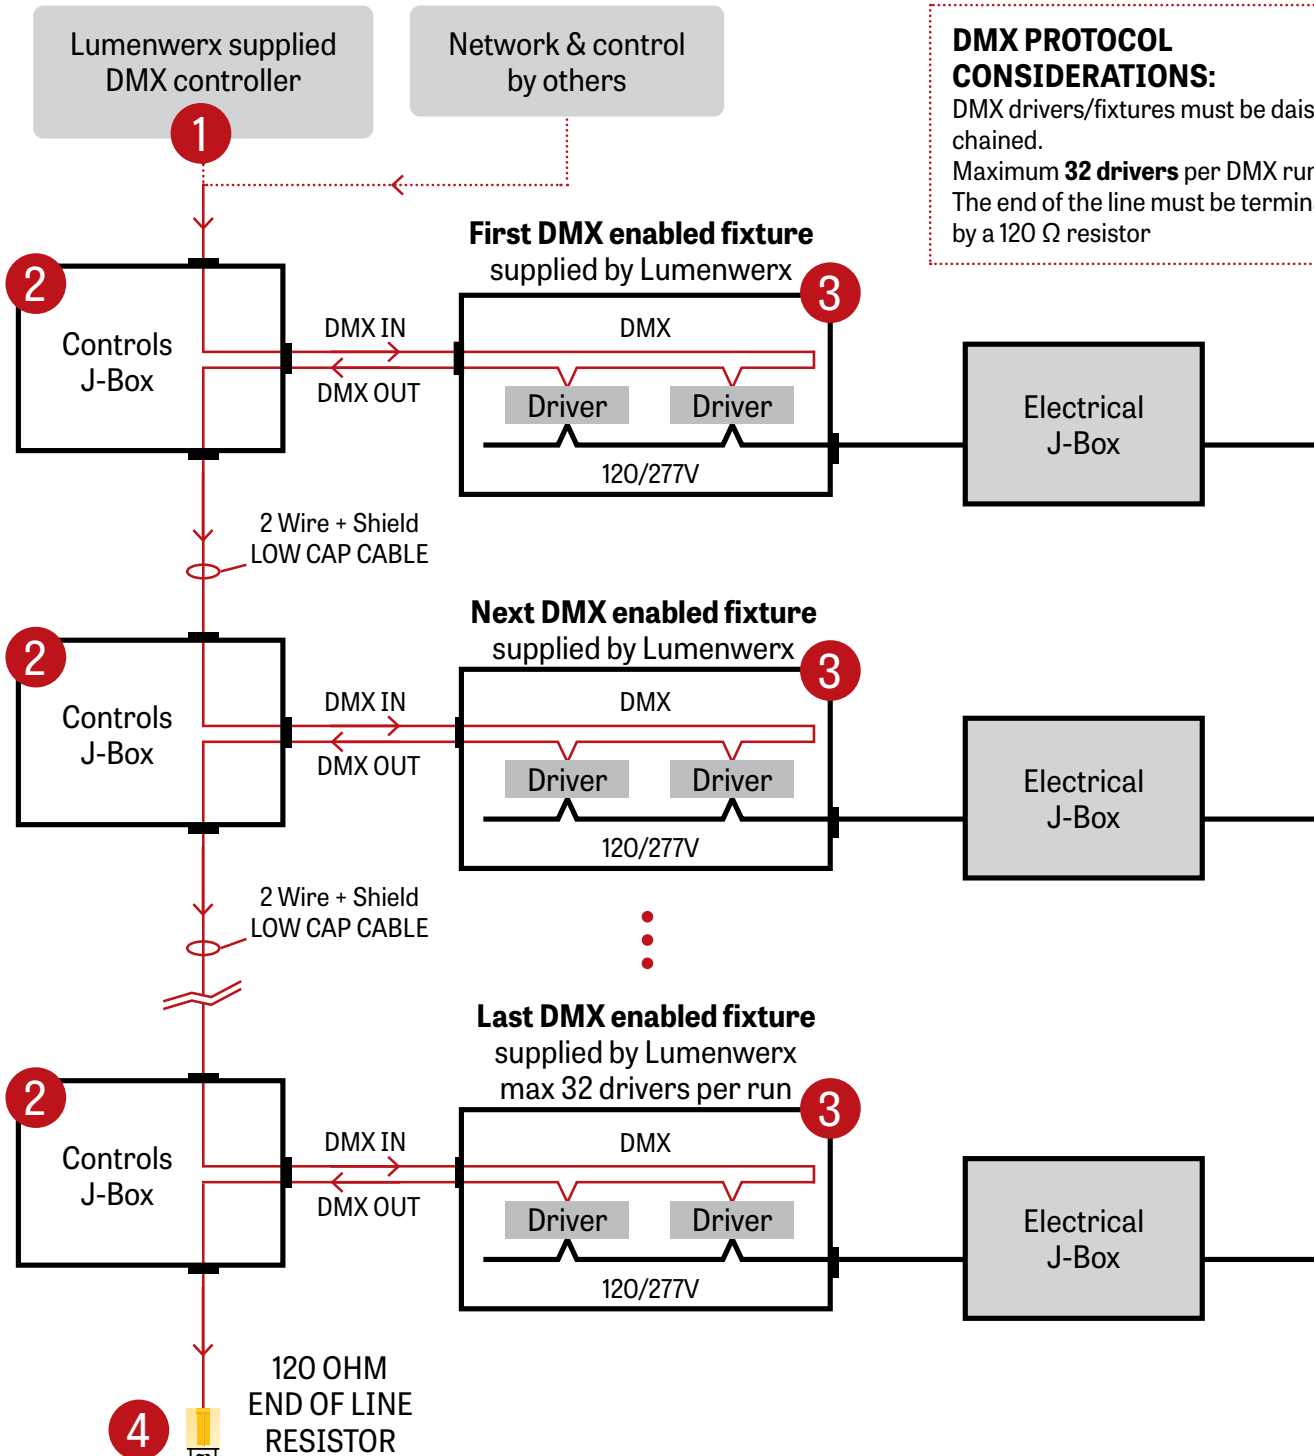 Lumenwerx supplied
DMX controller
1
Network & control
by others
DMX PROTOCOL
CONSIDERATIONS:
DMX drivers/fixtures must be dais
chained.
Maximum 32 drivers per DMX run
The end of the line must be termin
by a 120 Ω resistor
First DMX enabled fixture
supplied by Lumenwerx
2
Controls
J-Box
DMX IN
DMX OUT
3
DMX
Driver
Driver
120/277V
Electrical
J-Box
2 Wire + Shield
LOW CAP CABLE
Next DMX enabled fixture
supplied by Lumenwerx
2
Controls
J-Box
DMX IN
DMX OUT
3
DMX
Driver
Driver
120/277V
Electrical
J-Box
2 Wire + Shield
LOW CAP CABLE
Last DMX enabled fixture
supplied by Lumenwerx
max 32 drivers per run
2
Controls
J-Box
DMX IN
DMX OUT
3
DMX
Driver
Driver
120/277V
Electrical
J-Box
4
120 OHM
END OF LINE
RESISTOR